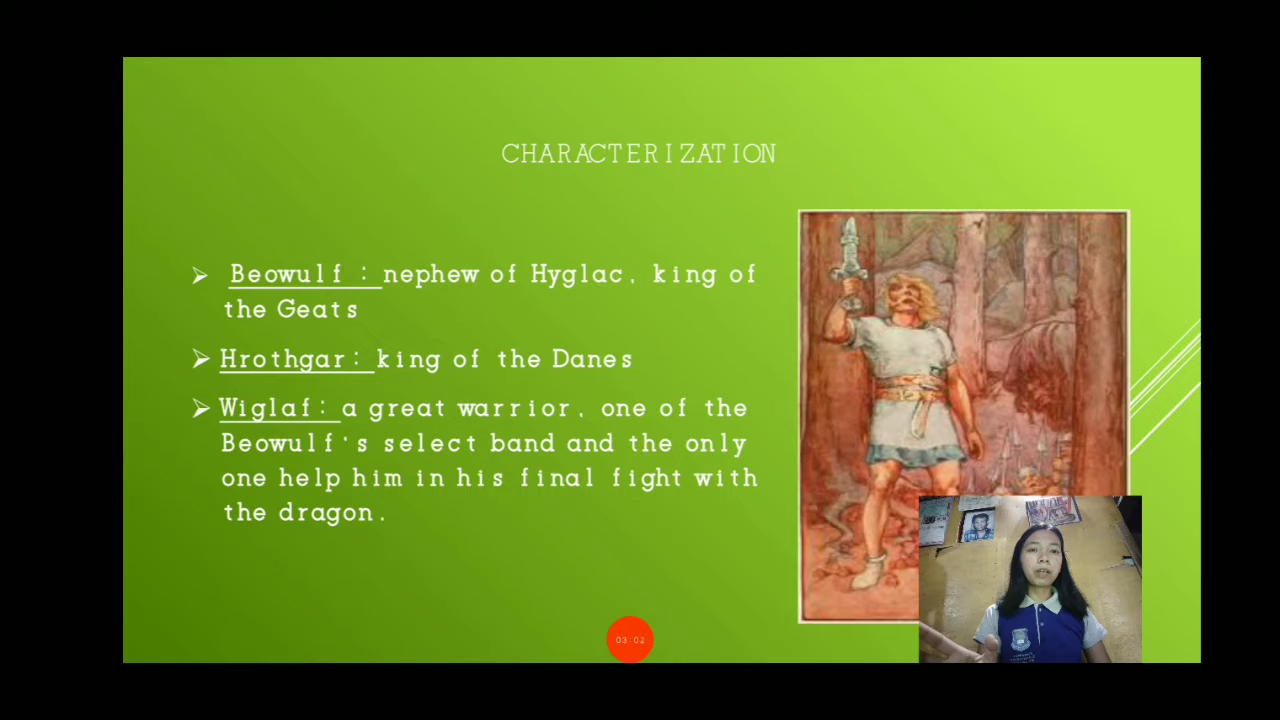 CHARACTERIZATION
➢ Beowulf : nephew of Hyglac, king of
the Geats
➢ Hrothgar: king of the Danes
➢ Wiglaf: a great warrior, one of the
Beowulf's select band and the only
one help him in his final fight with
the dragon.
03:02